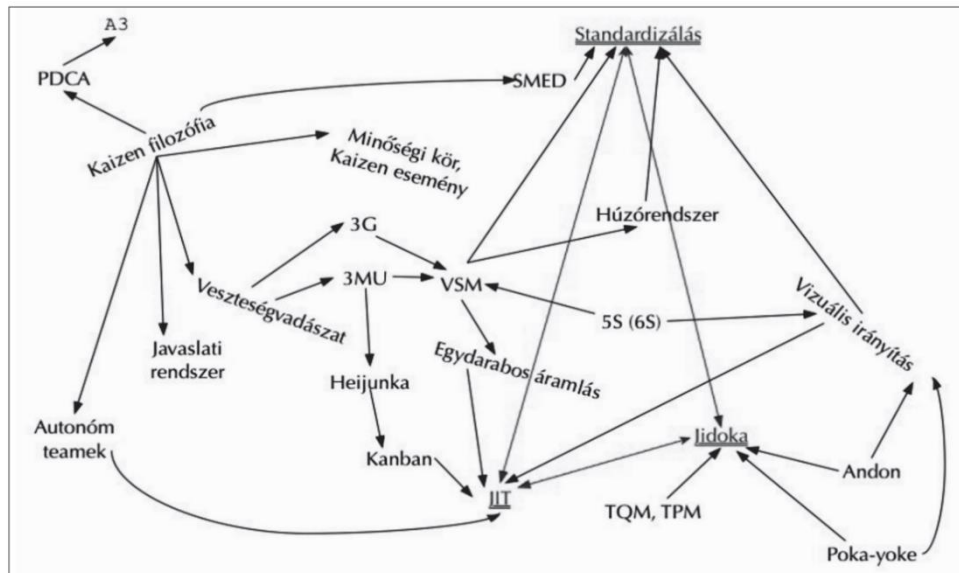 A3
Standardizálás
PDCA
SMED
Kaizen filozófia
Minőségi kör,
Kaizen esemény
3G
Húzórendszer
3MU
VSM
Veszteségvadászat
5S (6S)
Vizuális irányítás
Javaslati
rendszer
Heijunka
Egydarabos áramlás
Autonóm
teamek
Kanban
Jidoka
Andon
JIT
TQM, TPM
Poka-yoke